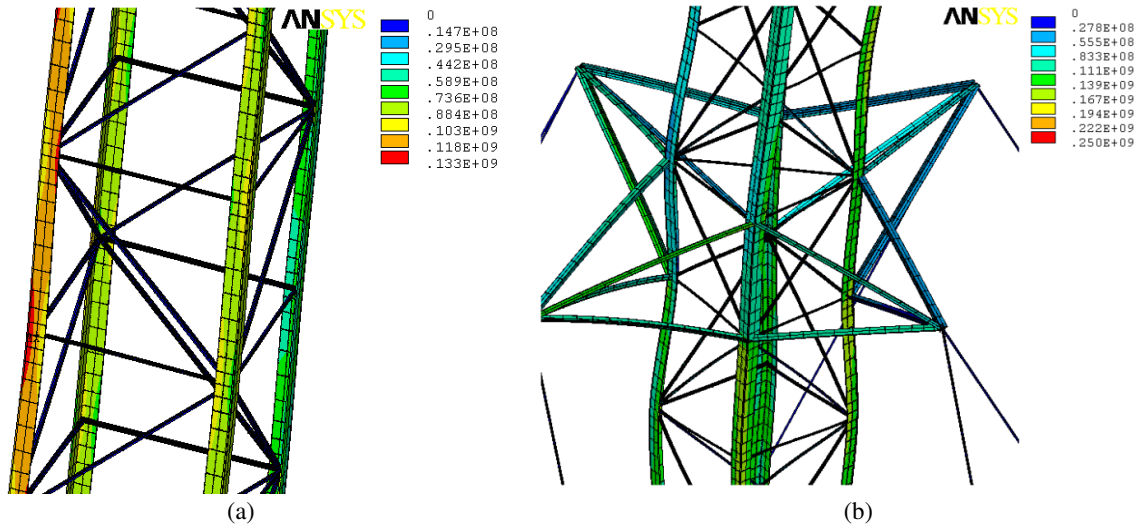 ANSYS
0
.147E+08
.295E+08
.442E+08
.589E+08
.736E+08
.884E+08
.103E+09
.118E+09
.133E+09
(a)
ANSYS
0
.278E+08
.555E+08
.833E+08
.111E+09
.139E+09
.167E+09
.194E+09
.222E+09
.250E+09
(b)